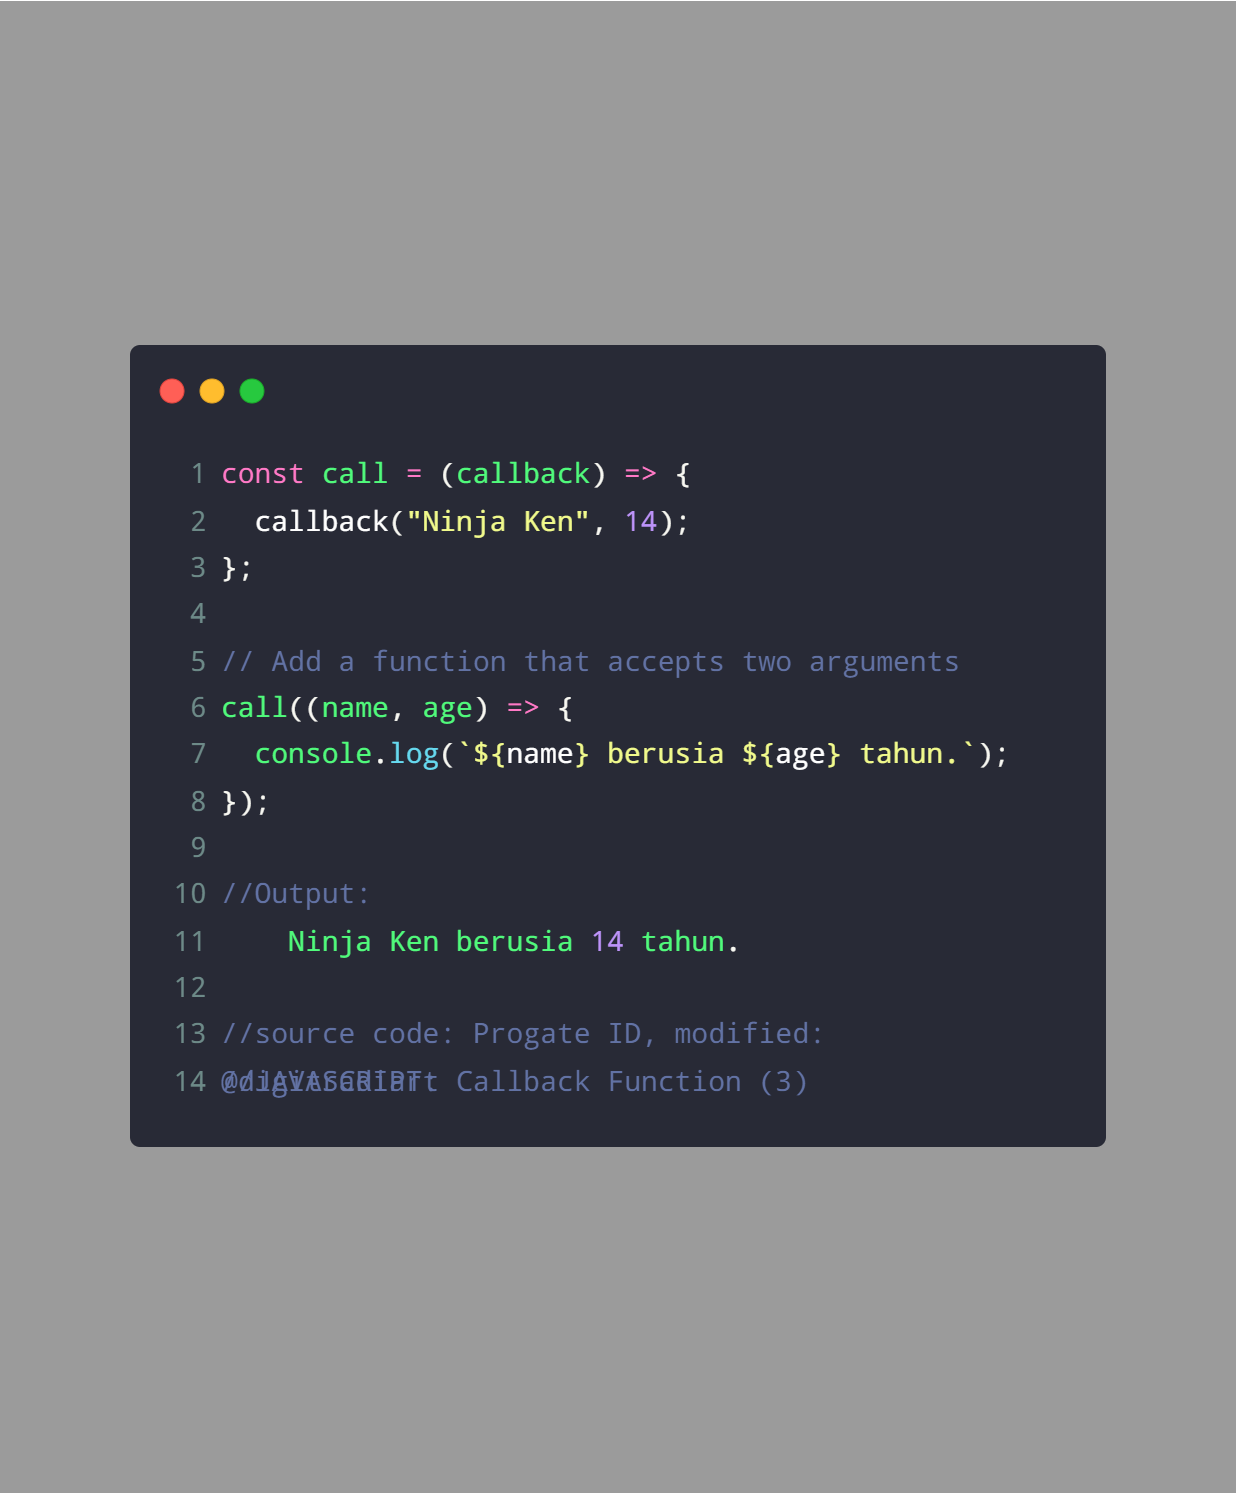 1 const call = (callback) => {
2   callback("Ninja Ken", 14);
3 };
4
5 // Add a function that accepts two arguments
6 call((name, age) => {
7   console.log(`${name} berusia ${age} tahun.`);
8 });
9
10 //Output:
11     Ninja Ken berusia 14 tahun.
12
13 //source code: Progate ID, modified:
14 Callback Function (3)